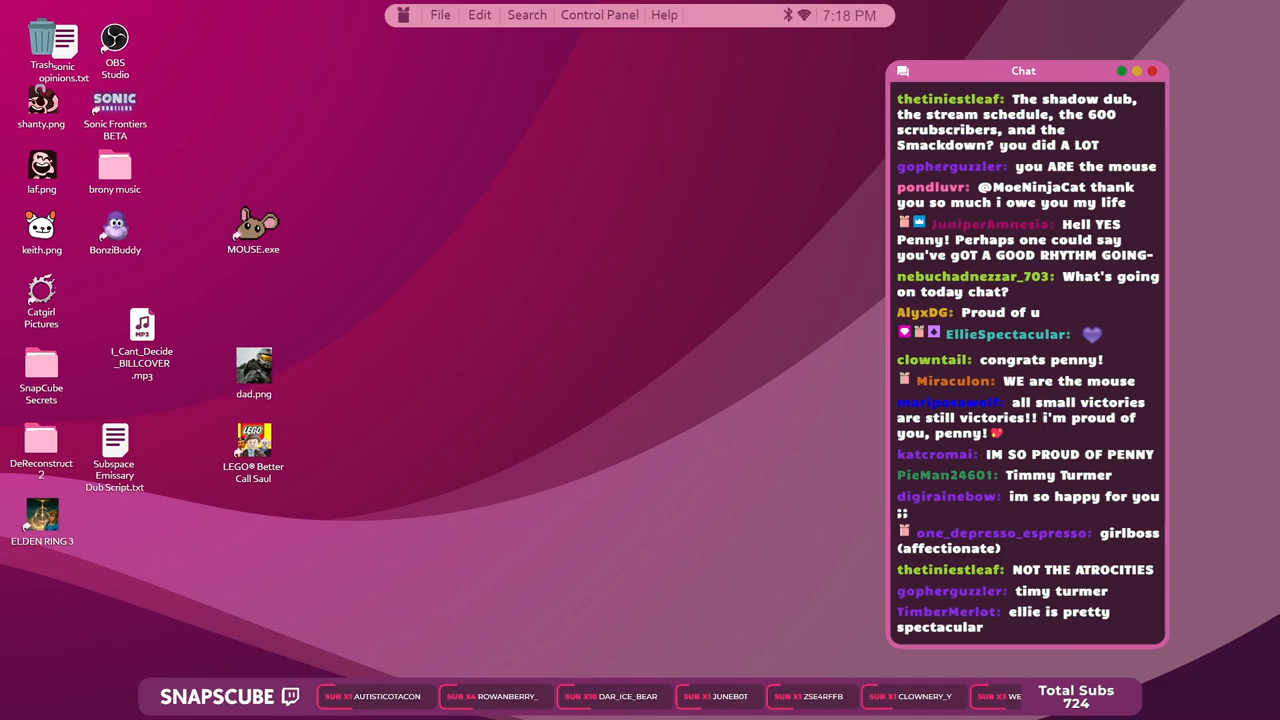 File Edit Search Control Panel Help 7:18 PM
Trash
sonic
opinions.txt
OBS
Studio
shanty.png
SONIC
Sonic Frontiers
BETA
laf.png
brony music
keith.png
BonziBuddy
MOUSE.exe
Catgirl
Pictures
MP3
I_Cant_Decide
_BILLCOVER
.mp3
SnapCube
Secrets
dad.png
DeReconstruct
2
Subspace
Emissary
Dub Script.txt
LEGO
LEGO® Better
Call Saul
ELDEN RING 3
Chat
thetiniestleaf: The shadow dub,
the stream schedule, the 600
scrubscribers, and the
Smackdown? you did A LOT
gopherguzzler: you ARE the mouse
pondluvr: @MoeNinjaCat thank
you so much i owe you my life
JuniperAmnesia: Hell YES
Penny! Perhaps one could say
you've gOT A GOOD RHYTHM GOING-
nebuchadnezzar_703: What's going
on today chat?
AlyxDG: Proud of u
EllieSpectacular:
clowntail: congrats penny!
Miraculon: WE are the mouse
mariposawolf: all small victories
are still victories!! i'm proud of
you, penny!
katcromai: IM SO PROUD OF PENNY
PieMan24601: Timmy Turmer
digirainebow: im so happy for you
;;
one_depresso_espresso: girlboss
(affectionate)
thetiniestleaf: NOT THE ATROCITIES
gopherguzzler: timy turmer
TimberMerlot: ellie is pretty
spectacular
SNAPSCUBE SUB X1 AUTISTICOTACON SUB X4 ROWANBERRY_ SUB X10 DAR_ICE_BEAR SUB X1 JUNEB0T SUB X1 ZSE4RFFB SUB X1 CLOWNERY_Y SUB X3 WE
Total Subs
724